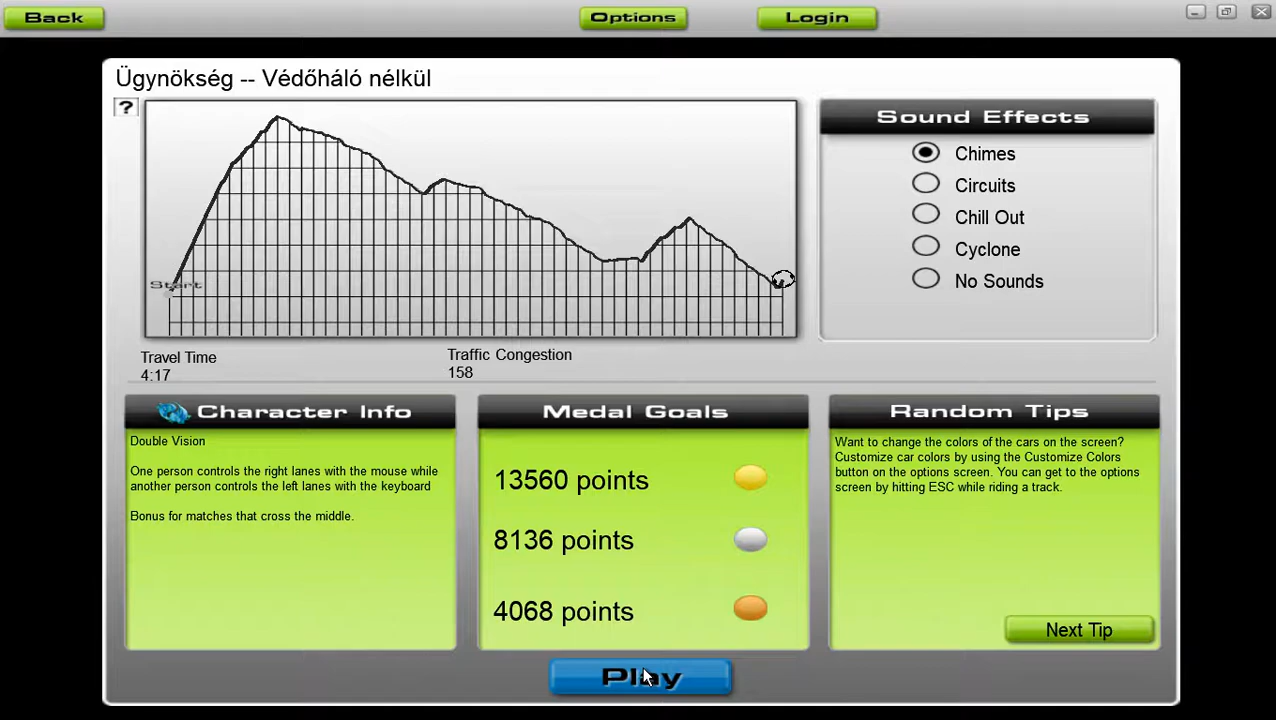 Back
Options
Login
Ügynökség -- Védőháló nélkül
?
Start
Travel Time
4:17
Traffic Congestion
158
Sound Effects
Chimes
Circuits
Chill Out
Cyclone
No Sounds
Character Info
Double Vision
One person controls the right lanes with the mouse while
another person controls the left lanes with the keyboard
Bonus for matches that cross the middle.
Medal Goals
13560 points
8136 points
4068 points
Random Tips
Want to change the colors of the cars on the screen?
Customize car colors by using the Customize Colors
button on the options screen. You can get to the options
screen by hitting ESC while riding a track.
Next Tip
Play